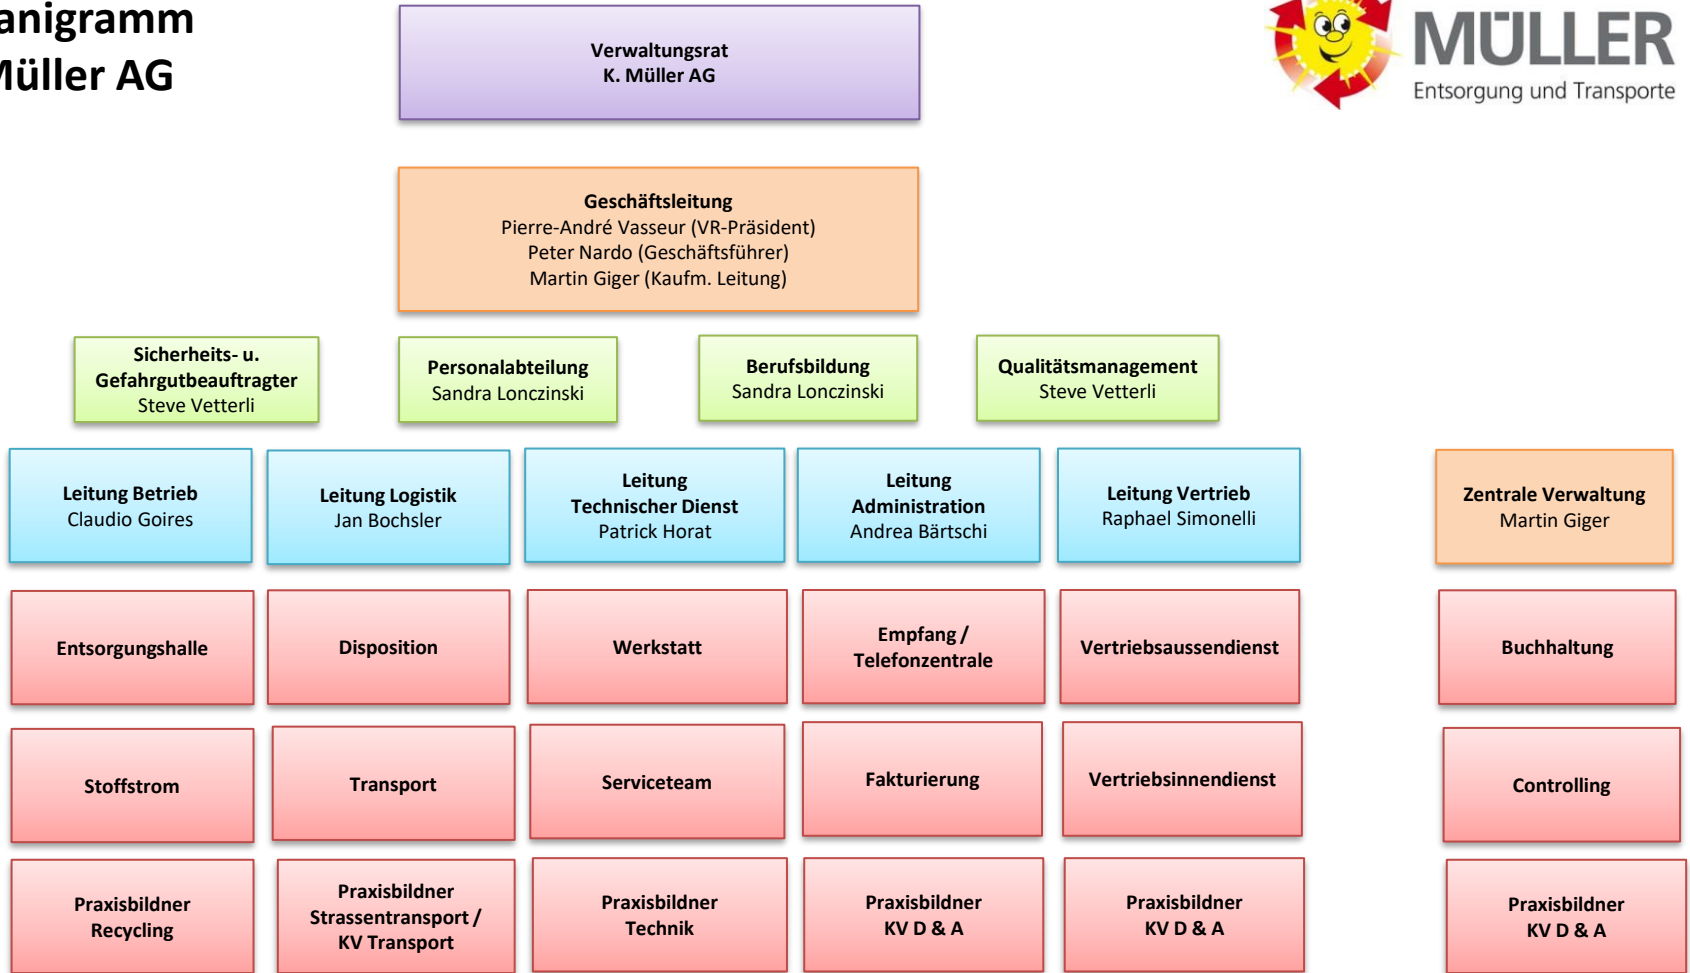 anigramm
Müller AG
Verwaltungsrat
K. Müller AG
MÜLLER
Entsorgung und Transporte
Geschäftsleitung
Pierre-André Vasseur (VR-Präsident)
Peter Nardo (Geschäftsführer)
Martin Giger (Kaufm. Leitung)
Sicherheits- u.
Gefahrgutbeauftragter
Steve Vetterli
Personalabteilung
Sandra Lonczinski
Berufsbildung
Sandra Lonczinski
Qualitätsmanagement
Steve Vetterli
Leitung Betrieb
Claudio Goires
Leitung Logistik
Jan Bochsler
Leitung
Technischer Dienst
Patrick Horat
Leitung
Administration
Andrea Bärtschi
Leitung Vertrieb
Raphael Simonelli
Zentrale Verwaltung
Martin Giger
Entsorgungshalle
Disposition
Werkstatt
Empfang /
Telefonzentrale
Vertriebsaussendienst
Buchhaltung
Stoffstrom
Transport
Serviceteam
Fakturierung
Vertriebsinnendienst
Controlling
Praxisbildner
Recycling
Praxisbildner
Strassentransport /
KV Transport
Praxisbildner
Technik
Praxisbildner
KV D & A
Praxisbildner
KV D & A
Praxisbildner
KV D & A